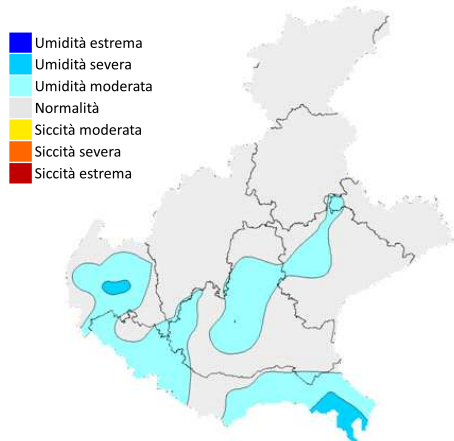 Umidità estrema
Umidità severa
Umidità moderata
Normalità
Siccità moderata
Siccità severa
Siccità estrema